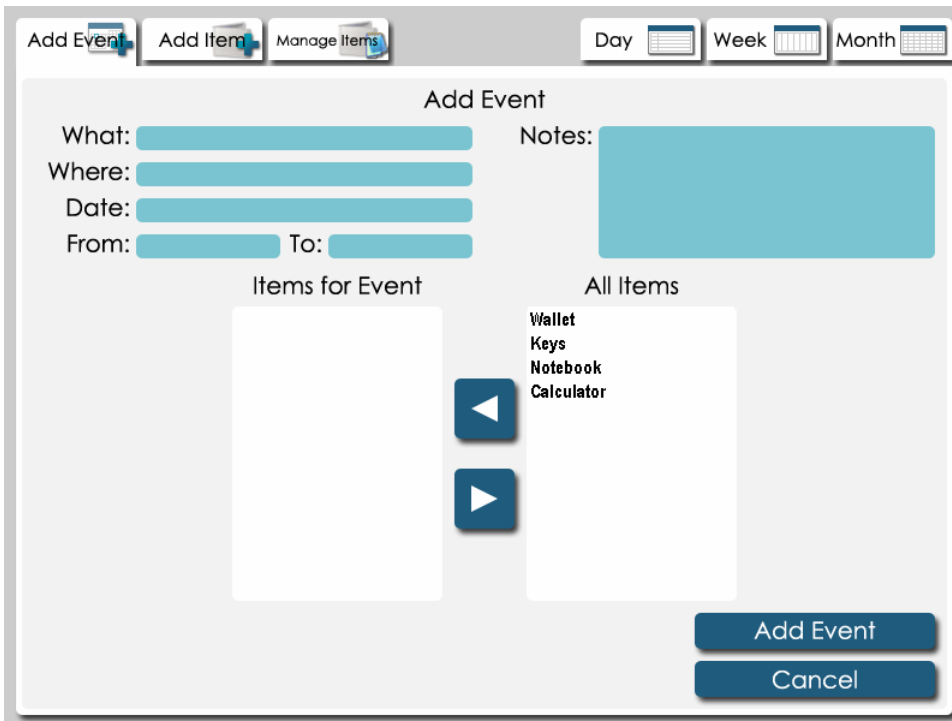 Add Event Add Item Manage Items Day Week Month
Add Event
What:
Where:
Date:
From: To:
Notes:
Items for Event
All Items
Wallet
Keys
Notebook
Calculator
Add Event
Cancel